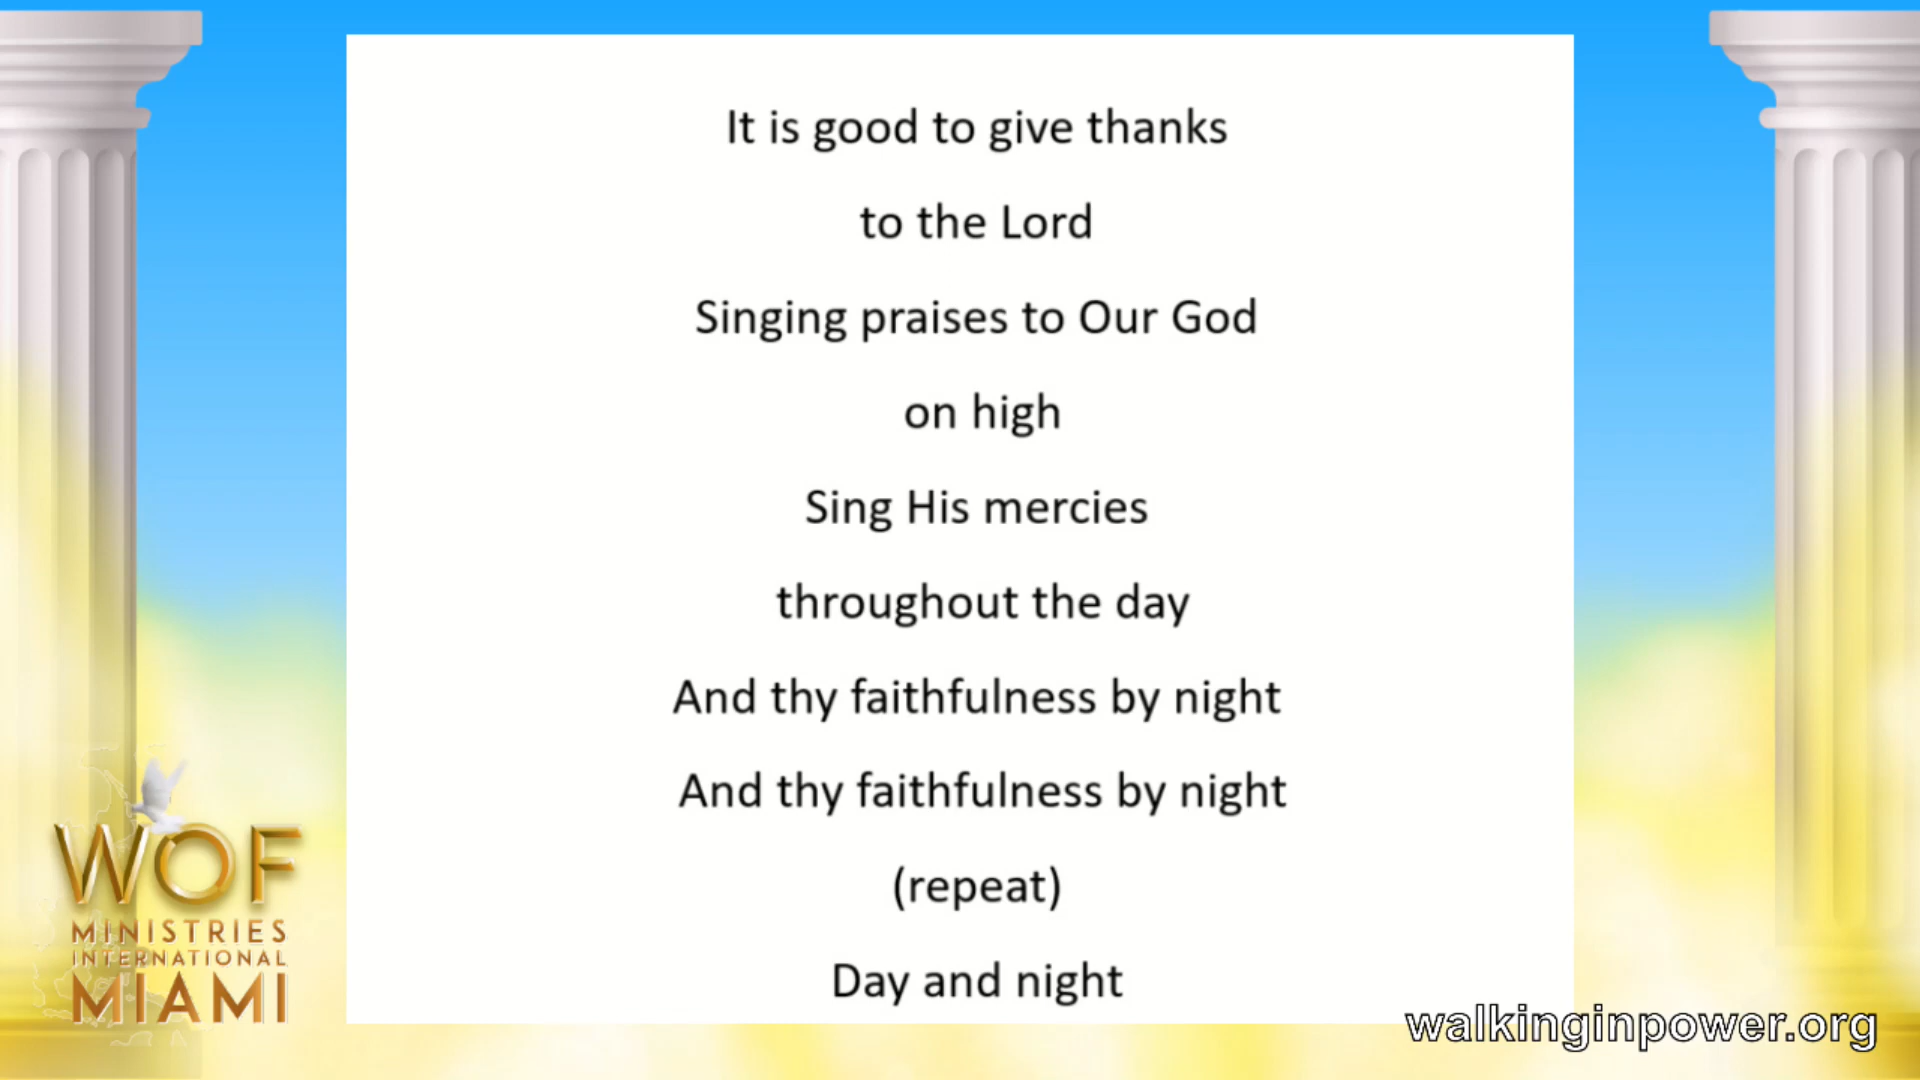 It is good to give thanks
to the Lord
Singing praises to Our God
on high
Sing His mercies
throughout the day
And thy faithfulness by night
And thy faithfulness by night
(repeat)
Day and night
WOF
MINISTRIES
INTERNATIONAL
MIAMI
walkinginpower.org